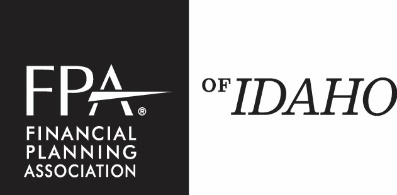 FPA®
FINANCIAL
PLANNING
ASSOCIATION
OF IDAHO